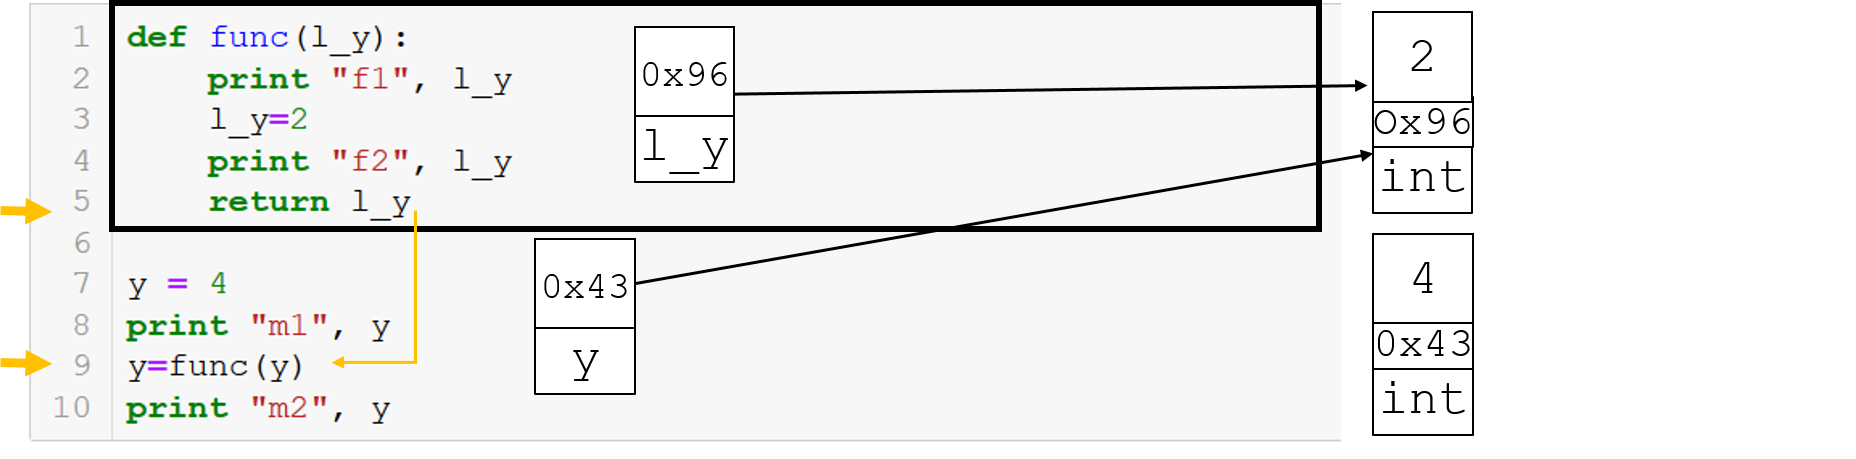 1 def func(l_y):
2 print "f1", l_y
3 l_y=2
4 print "f2", l_y
5 return l_y
6
7 y = 4
8 print "m1", y
9 y=func(y)
10 print "m2", y
0x96
l_y
0x43
y
2
0x96
int
4
0x43
int